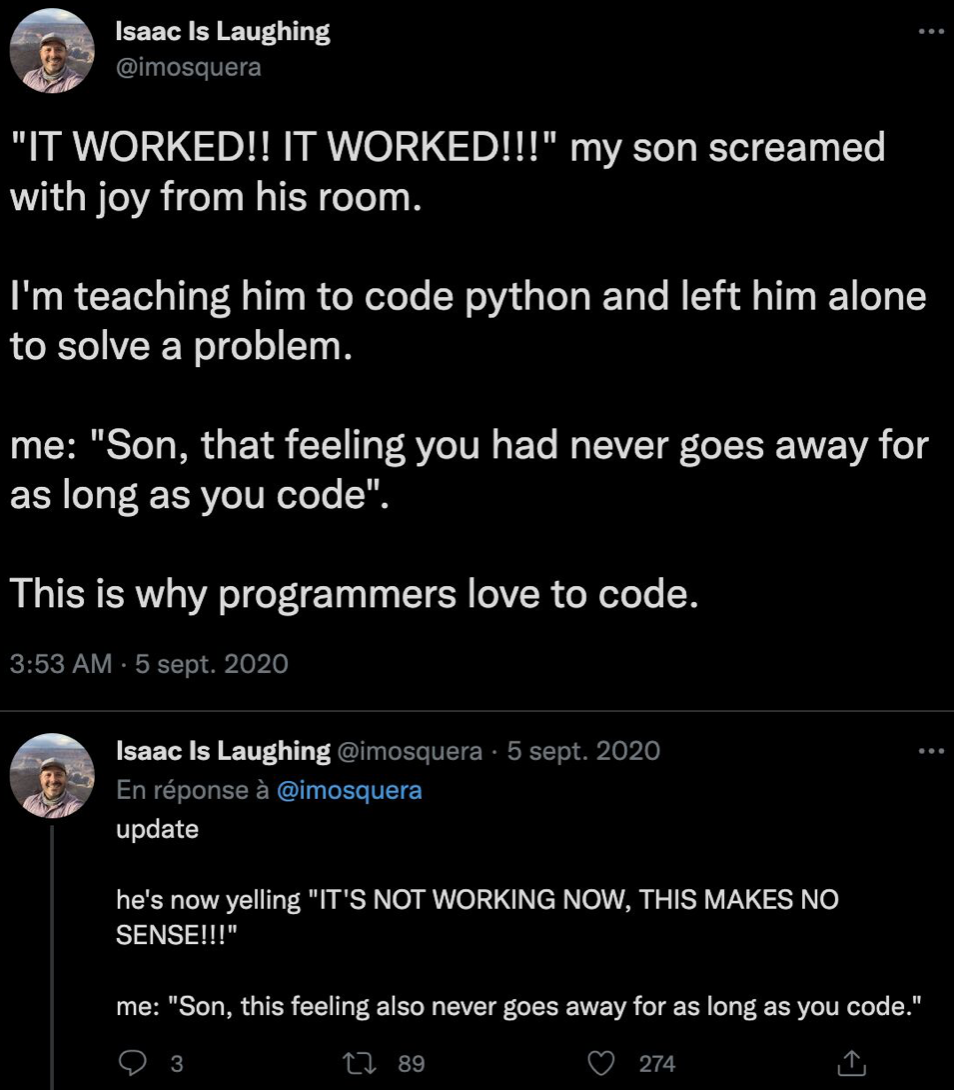 Isaac Is Laughing
@imosquera
"IT WORKED!! IT WORKED!!!" my son screamed
with joy from his room.
I'm teaching him to code python and left him alone
to solve a problem.
me: "Son, that feeling you had never goes away for
as long as you code".
This is why programmers love to code.
3:53 AM · 5 sept. 2020
Isaac Is Laughing @imosquera · 5 sept. 2020
En réponse à @imosquera
update
he's now yelling "IT'S NOT WORKING NOW, THIS MAKES NO
SENSE!!!"
me: "Son, this feeling also never goes away for as long as you code."
3 89 274